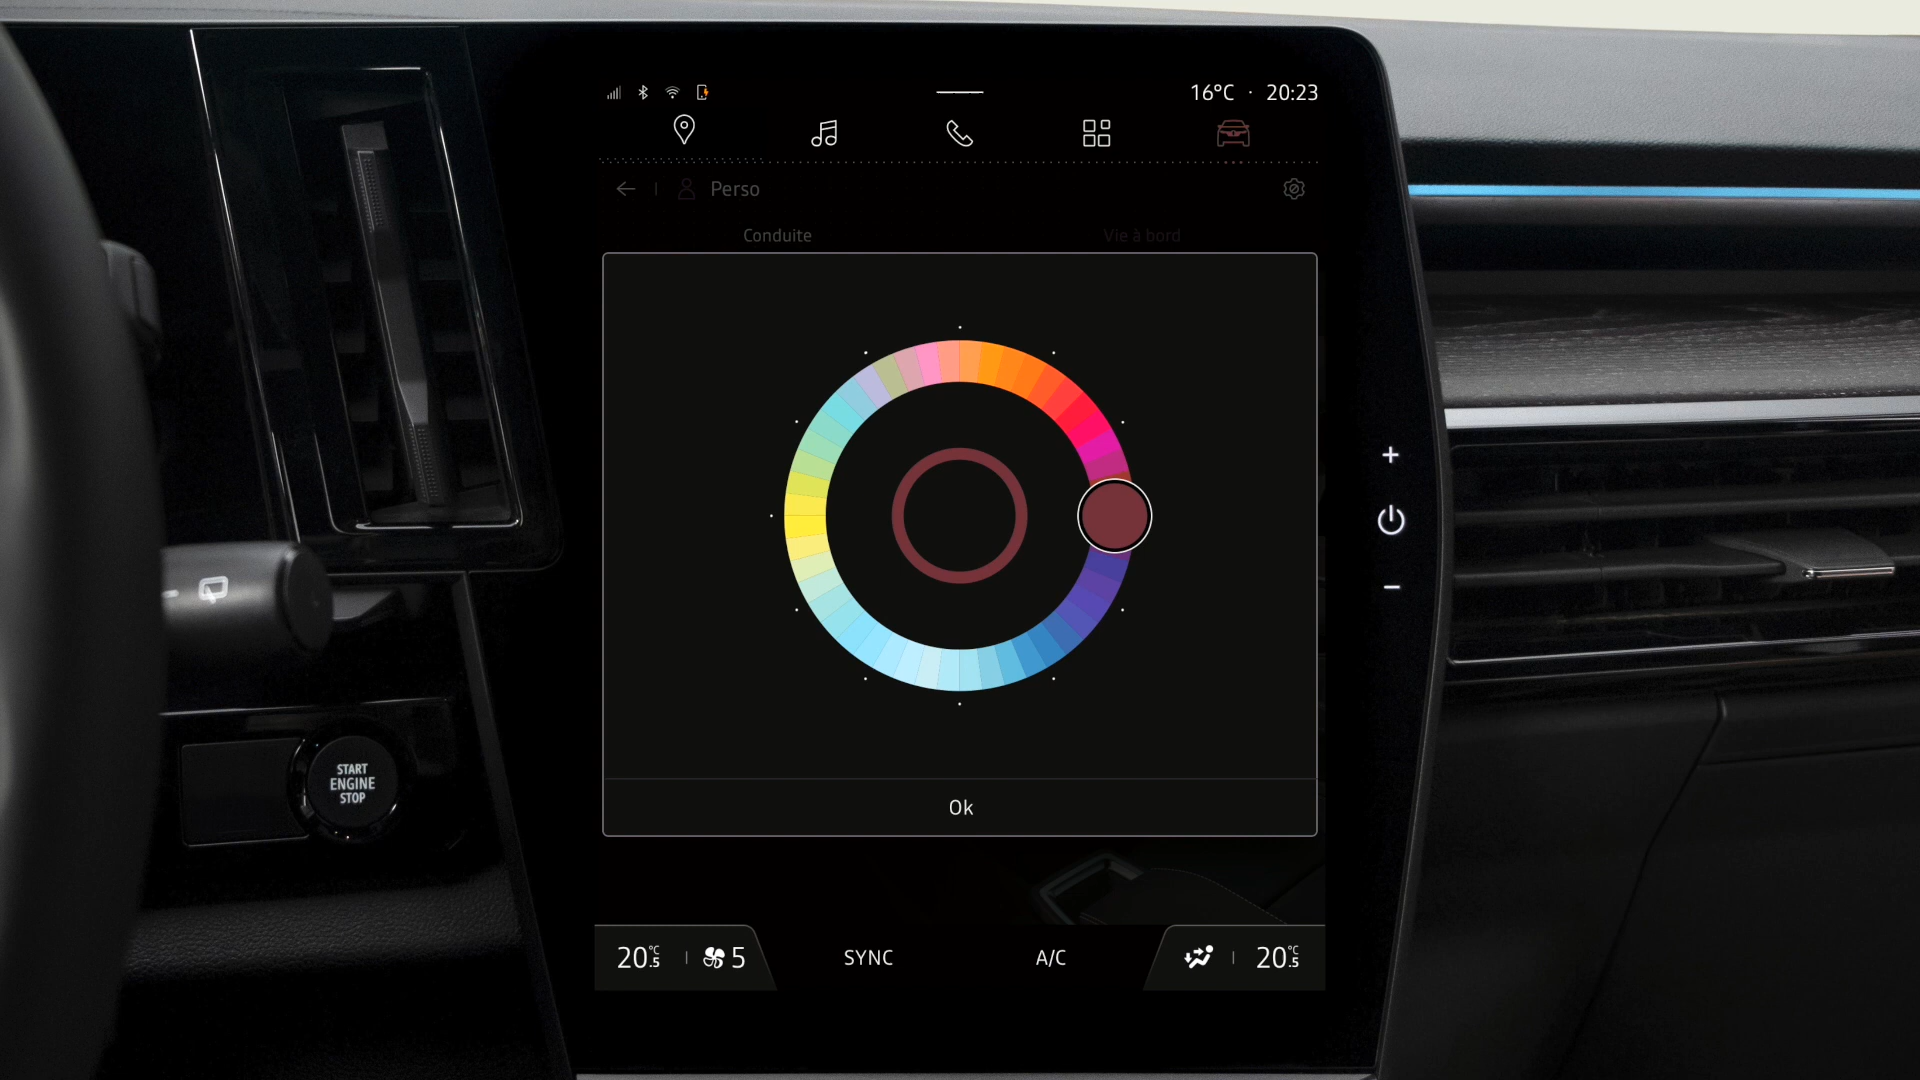 16°C · 20:23
Perso
Conduite
Vie à bord
Ok
START
ENGINE
STOP
20.5°C
5
SYNC
A/C
20.5°C